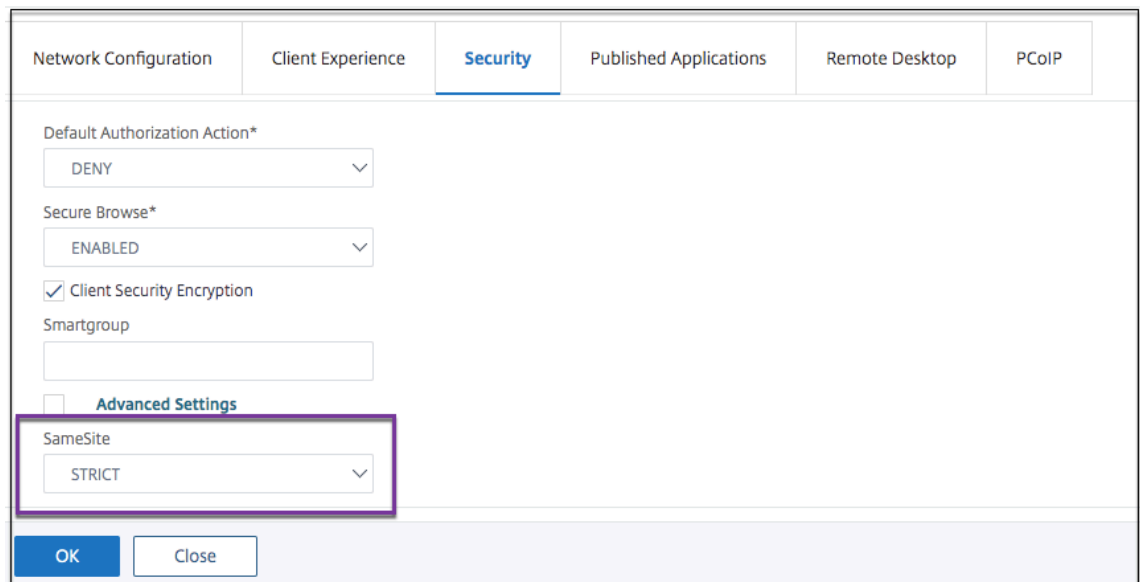 Network Configuration Client Experience Security Published Applications Remote Desktop PCoIP
Default Authorization Action*
DENY
Secure Browse*
ENABLED
Client Security Encryption
Smartgroup
Advanced Settings
SameSite
STRICT
OK Close